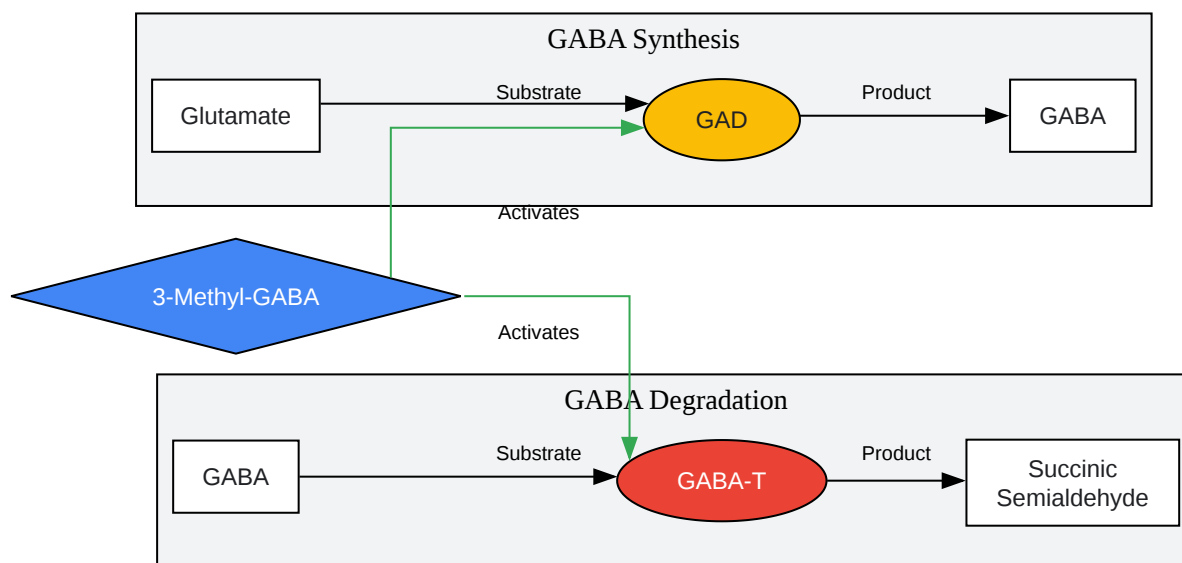 GABA Synthesis
Substrate
Product
Glutamate
GAD
GABA
Activates
3-Methyl-GABA
Activates
GABA Degradation
Substrate
Product
GABA
GABA-T
Succinic
Semialdehyde